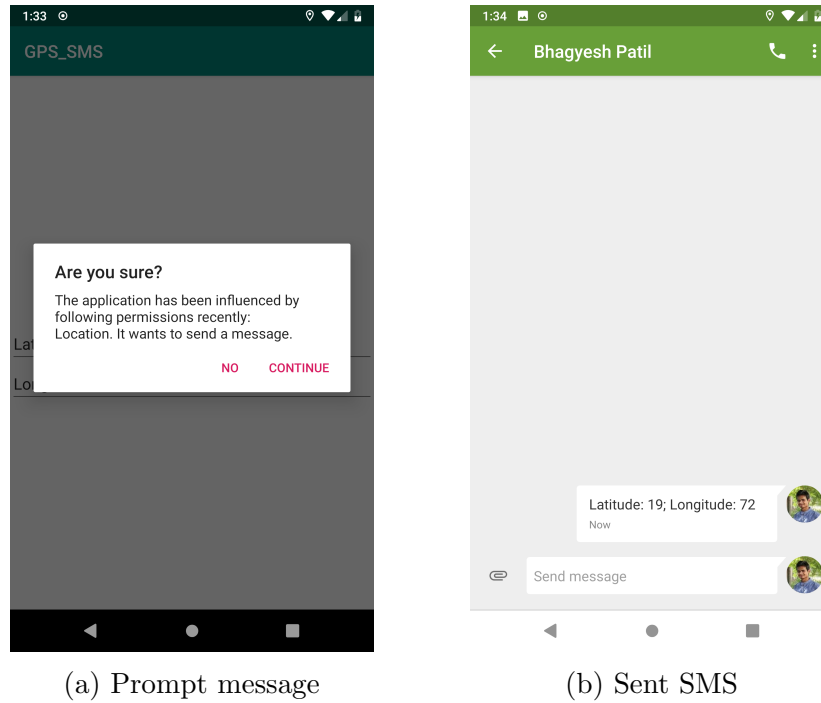 1:33
GPS_SMS
Are you sure?
The application has been influenced by
following permissions recently:
Location. It wants to send a message.
NO CONTINUE
(a) Prompt message
1:34
Bhagyesh Patil
Latitude: 19; Longitude: 72
Now
Send message
(b) Sent SMS